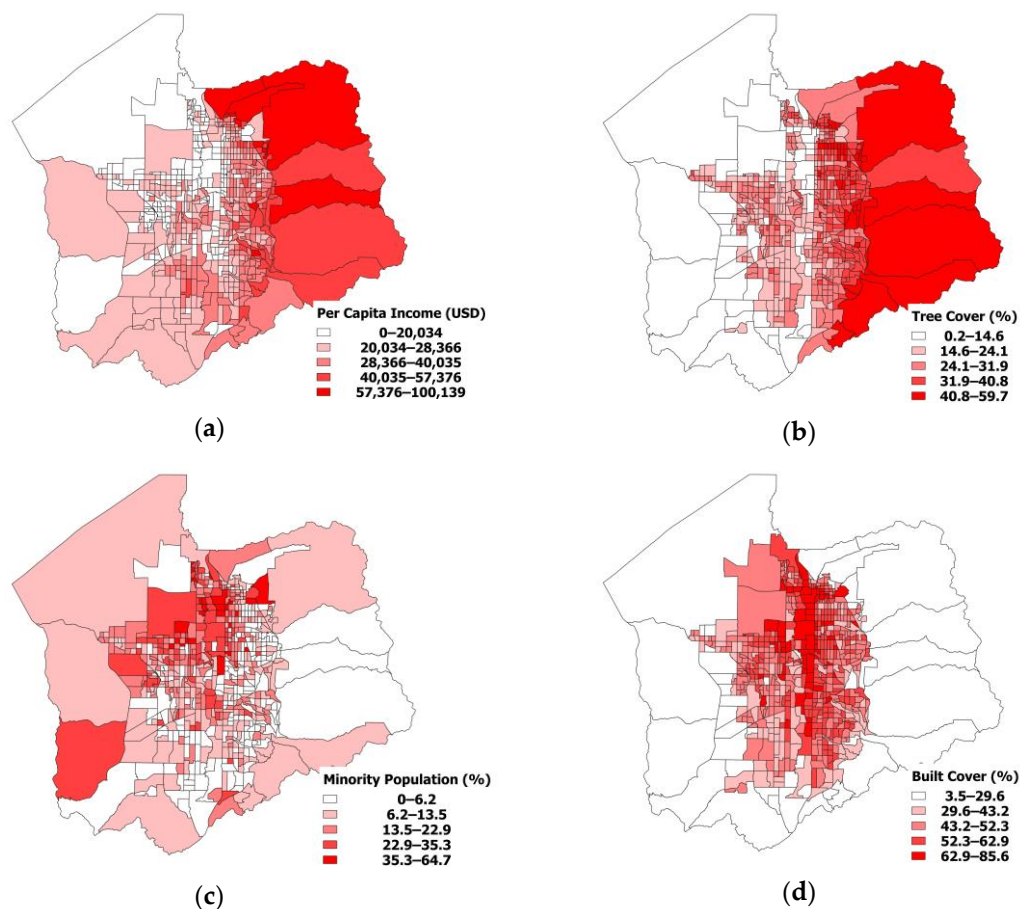 Per Capita Income (USD)
0–20,034
20,034–28,366
28,366–40,035
40,035–57,376
57,376–100,139
(a)
Tree Cover (%)
0.2–14.6
14.6–24.1
24.1–31.9
31.9–40.8
40.8–59.7
(b)
Minority Population (%)
0–6.2
6.2–13.5
13.5–22.9
22.9–35.3
35.3–64.7
(c)
Built Cover (%)
3.5–29.6
29.6–43.2
43.2–52.3
52.3–62.9
62.9–85.6
(d)